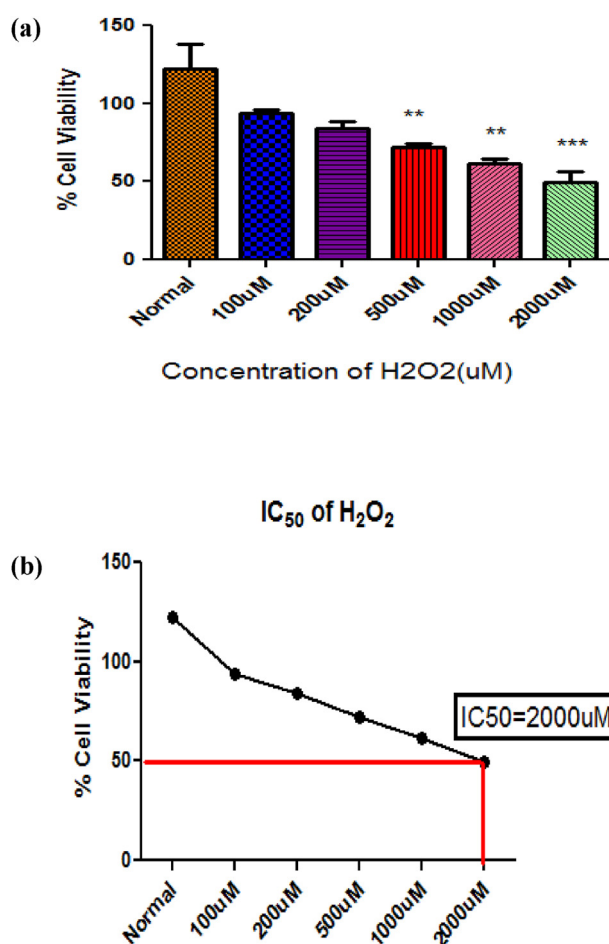 (a)
150
100
50
0
% Cell Viability
**
**
***
Normal
100uM
200uM
500uM
1000uM
2000uM
Concentration of H2O2(uM)
IC₅₀ of H₂O₂
(b)
150
100
50
0
% Cell Viability
IC50=2000uM
Normal
100uM
200uM
500uM
1000uM
2000uM